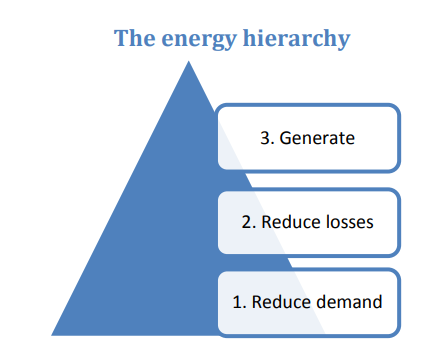 The energy hierarchy
3. Generate
2. Reduce losses
1. Reduce demand